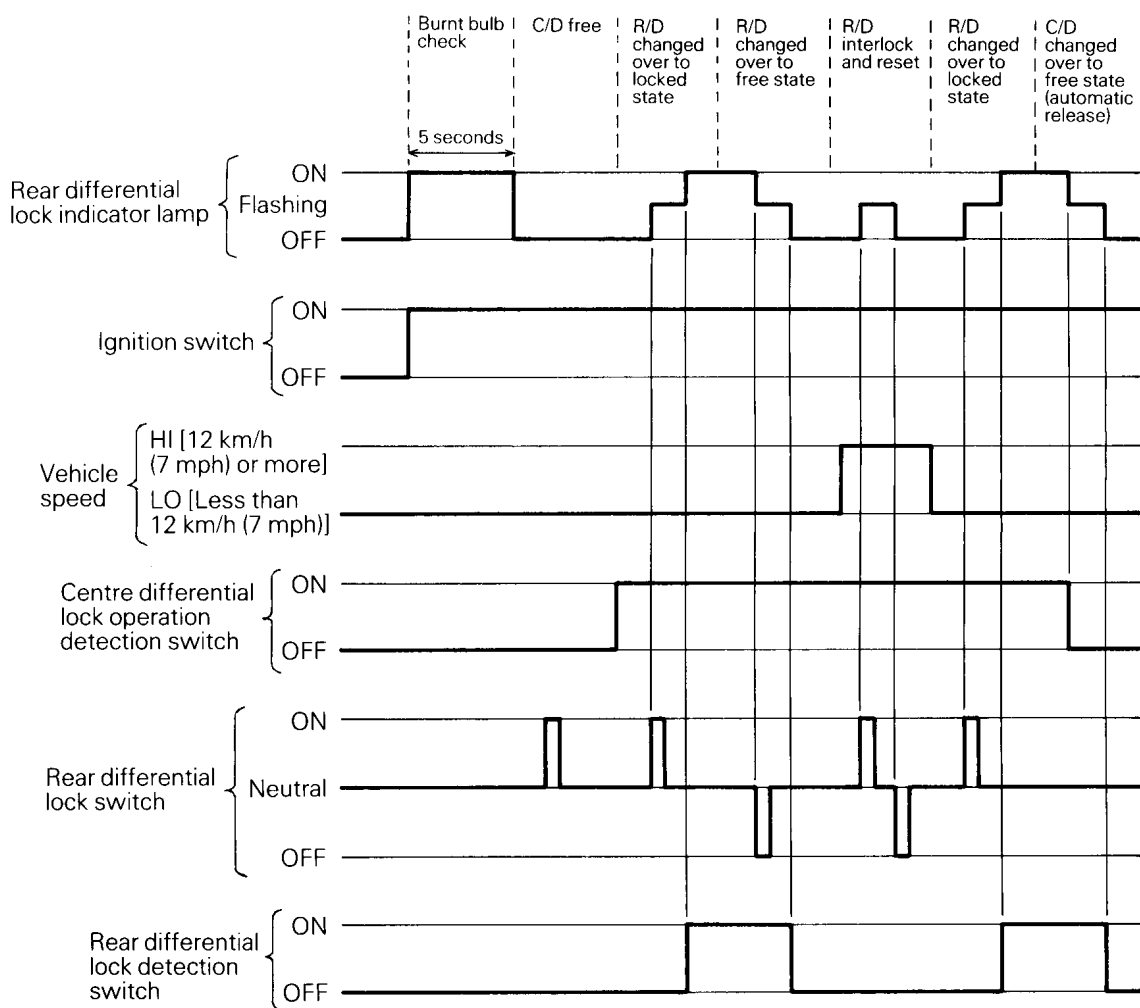 Burnt bulb
check
C/D free
R/D
changed
over to
locked
state
R/D
changed
over to
free state
R/D
interlock
and reset
R/D
changed
over to
locked
state
C/D
changed
over to
free state
(automatic
release)
5 seconds
Rear differential
lock indicator lamp
ON
Flashing
OFF
Ignition switch
ON
OFF
Vehicle
speed
HI [12 km/h
(7 mph) or more]
LO [Less than
12 km/h (7 mph)]
Centre differential
lock operation
detection switch
ON
OFF
Rear differential
lock switch
ON
Neutral
OFF
Rear differential
lock detection
switch
ON
OFF